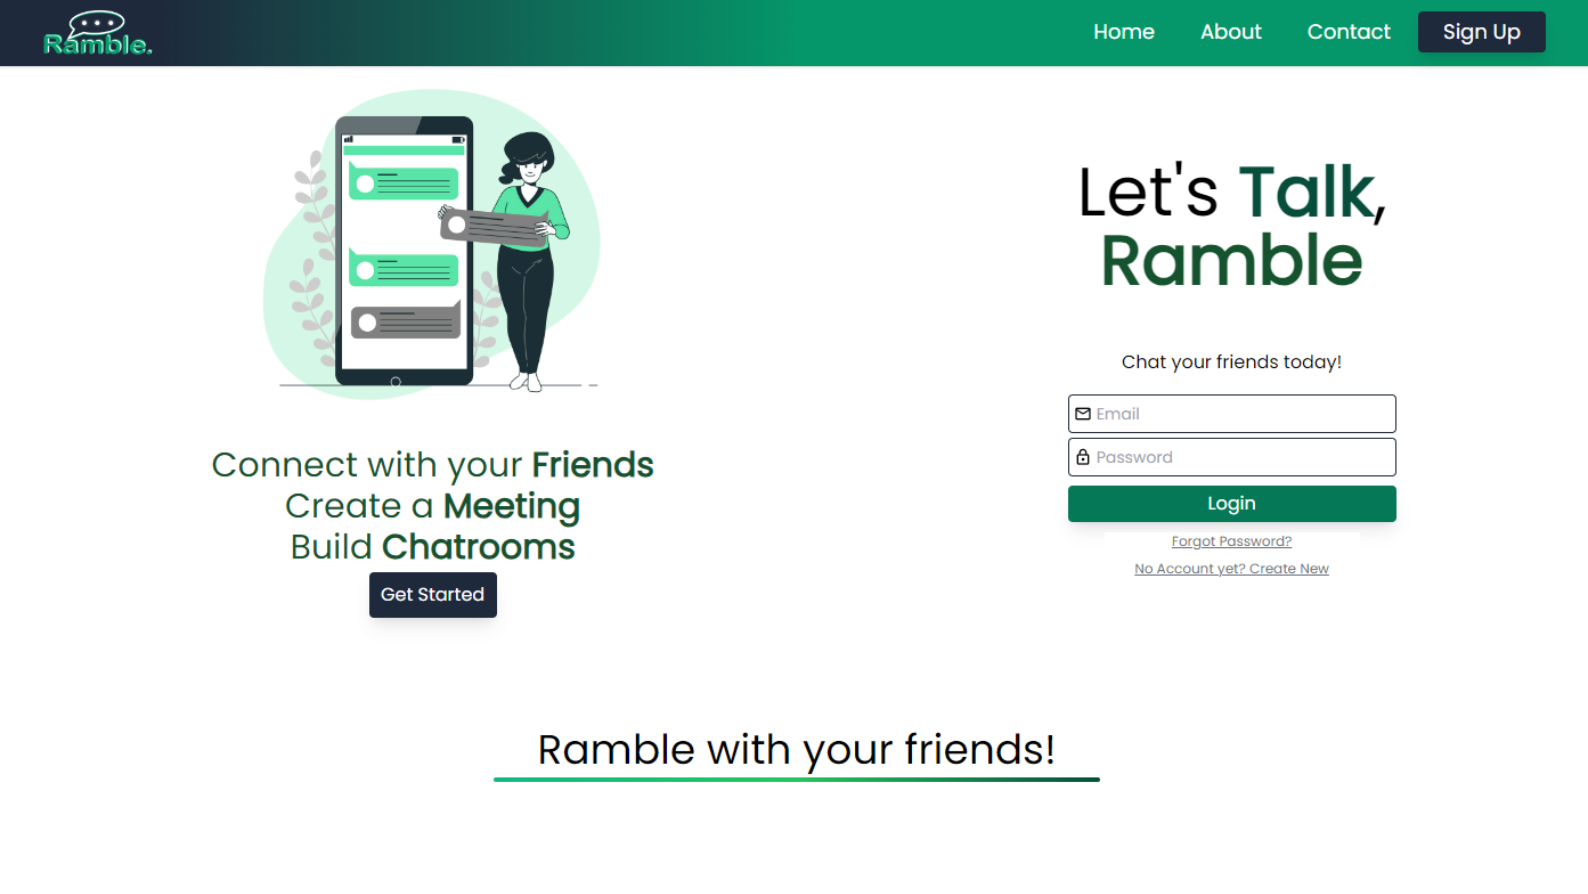 Ramble.
Home About Contact Sign Up
Let's Talk,
Ramble
Chat your friends today!
Email
Password
Login
Forgot Password?
No Account yet? Create New
Connect with your Friends
Create a Meeting
Build Chatrooms
Get Started
Ramble with your friends!